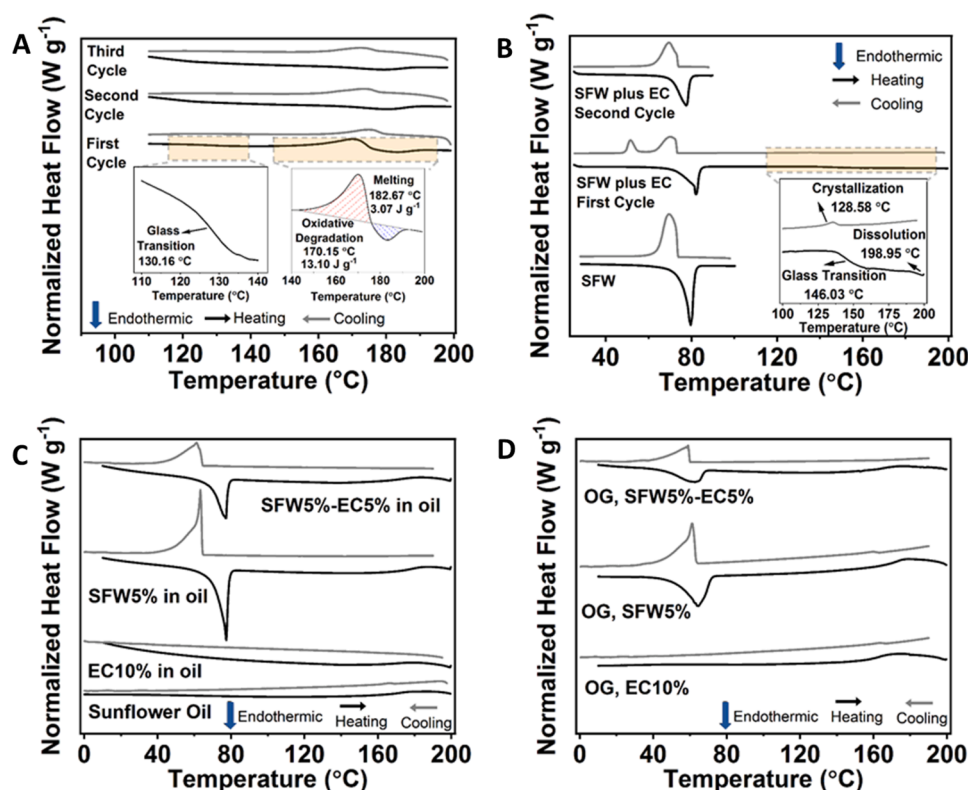 A
Normalized Heat Flow (W g-1)
Third
Cycle
Second
Cycle
First
Cycle
Glass
Transition
130.16 °C
110 120 130 140
Temperature (°C)
Melting
182.67 °C
3.07 J g-1
Oxidative
Degradation
170.15 °C
13.10 J g-1
140 160 180 200
Temperature (°C)
Endothermic Heating Cooling
100 120 140 160 180 200
Temperature (°C)
B
Normalized Heat Flow (W g-1)
Endothermic
Heating
Cooling
SFW plus EC
Second Cycle
SFW plus EC
First Cycle
SFW
Crystallization
128.58 °C
Dissolution
198.95 °C
Glass Transition
146.03 °C
100 125 150 175 200
Temperature (°C)
40 80 120 160 200
Temperature (°C)
C
Normalized Heat Flow (W g-1)
SFW5%-EC5% in oil
SFW5% in oil
EC10% in oil
Sunflower Oil
Endothermic Heating Cooling
0 40 80 120 160 200
Temperature (°C)
D
Normalized Heat Flow (W g-1)
OG, SFW5%-EC5%
OG, SFW5%
OG, EC10%
Endothermic Heating Cooling
0 40 80 120 160 200
Temperature (°C)